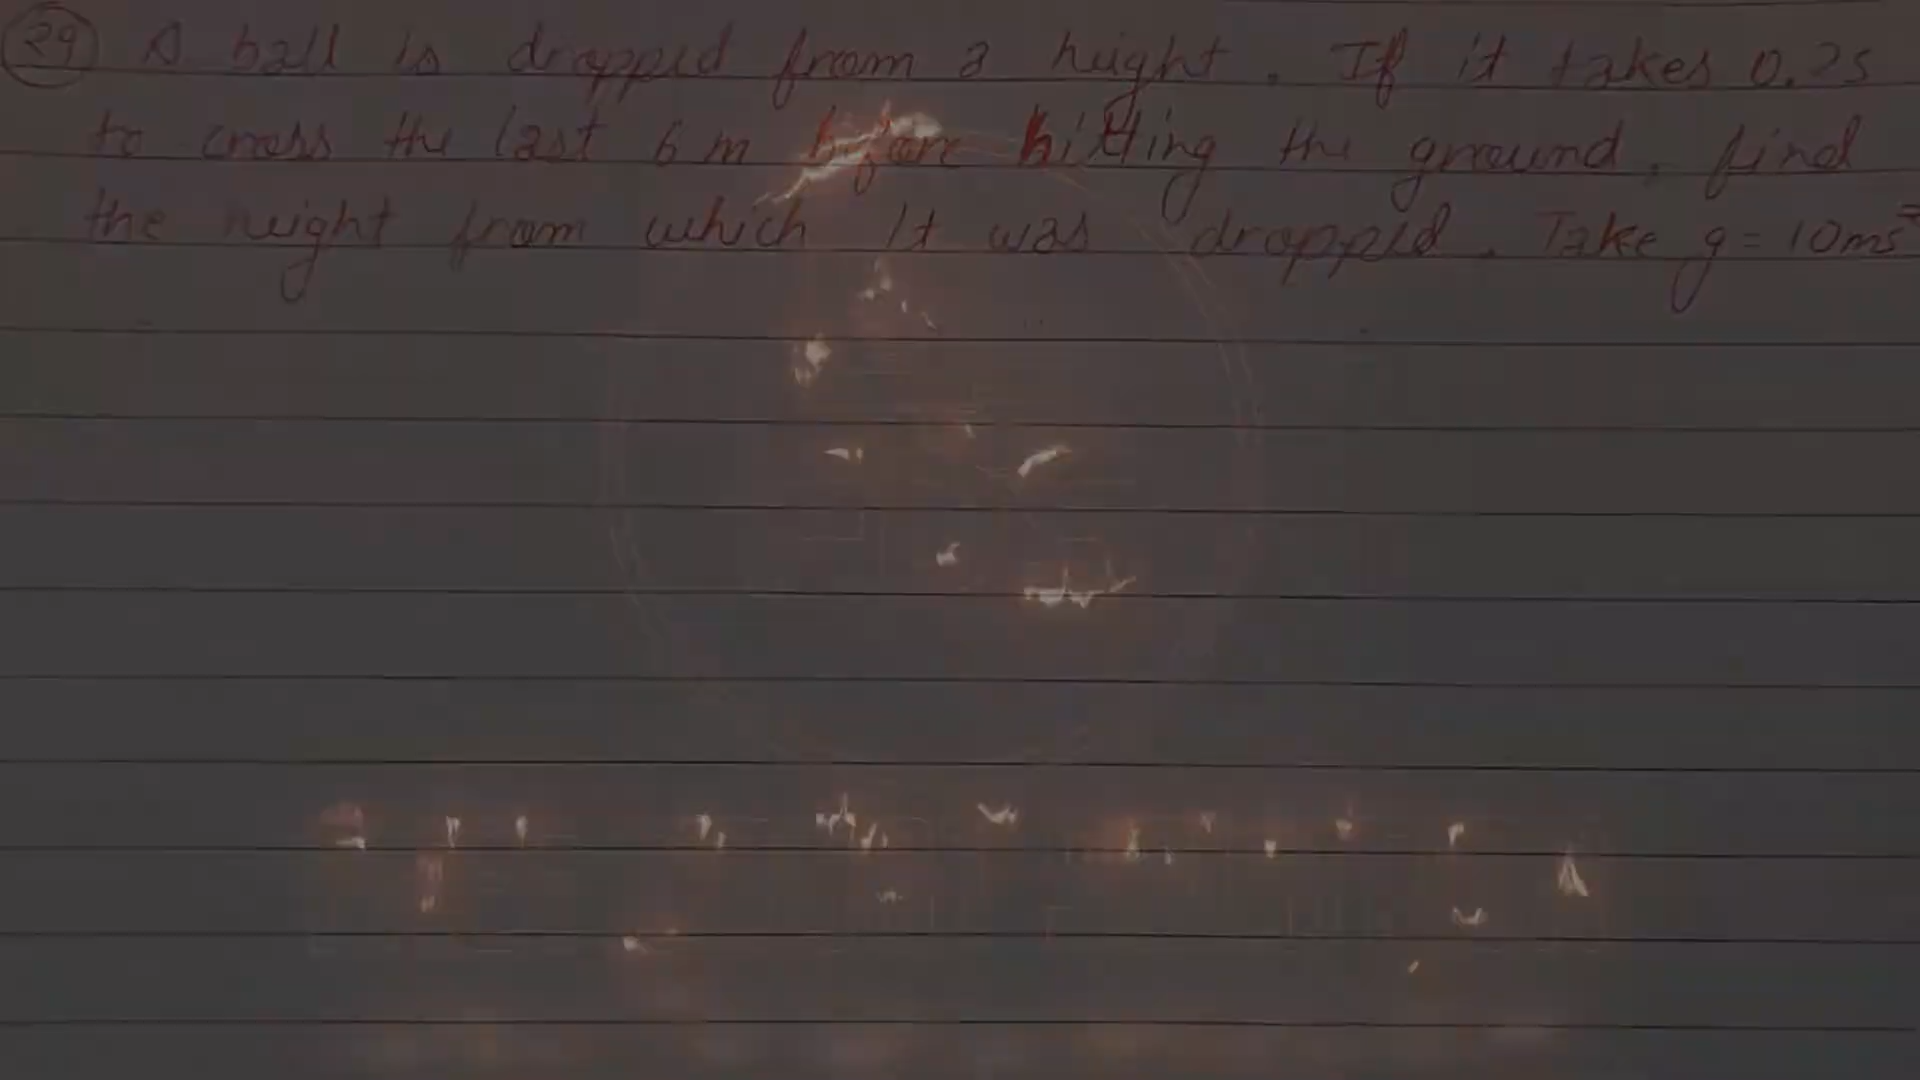 29 A ball is dropped from a height. If it takes 0.2s
to cross the last 6 m before hitting the ground, find
the height from which it was dropped. Take g = 10ms⁻²